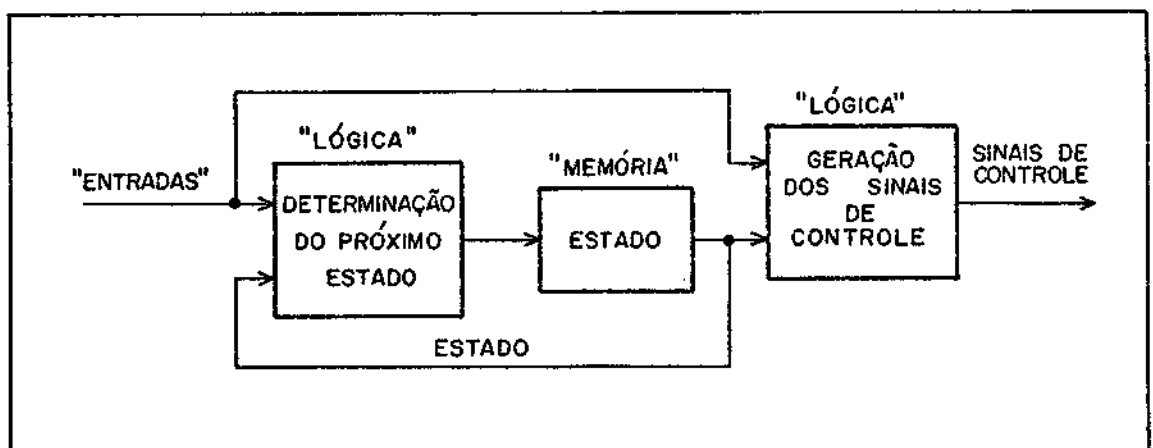 "ENTRADAS"
"LÓGICA"
DETERMINAÇÃO
DO PRÓXIMO
ESTADO
"MEMÓRIA"
ESTADO
"LÓGICA"
GERAÇÃO
DOS SINAIS
DE
CONTROLE
SINAIS DE
CONTROLE
ESTADO